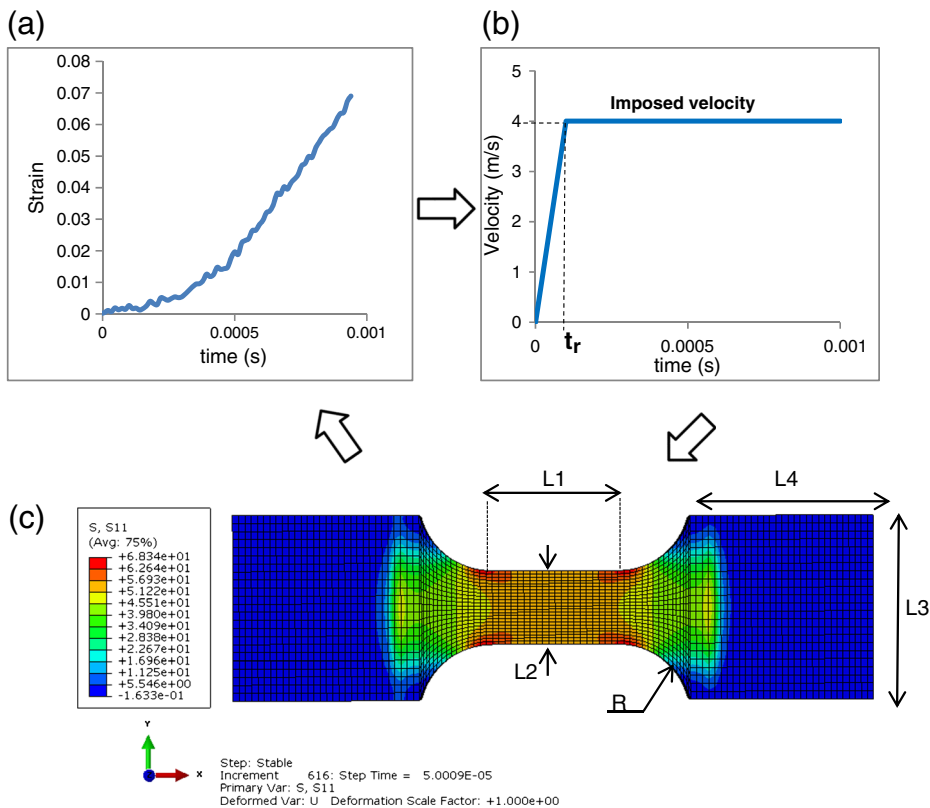 (a)
0.08
0.07
0.06
0.05
0.04
0.03
0.02
0.01
0
Strain
0
0.0005
0.001
time (s)
(b)
5
4
3
2
1
0
Velocity (m/s)
Imposed velocity
0
tr
0.0005
0.001
time (s)
(c)
S, S11
(Avg: 75%)
+6.834e+01
+6.264e+01
+5.693e+01
+5.122e+01
+4.551e+01
+3.980e+01
+3.409e+01
+2.838e+01
+2.267e+01
+1.696e+01
+1.125e+01
+5.546e+00
-1.633e-01
L1
L4
L3
L2
R
Y
X
Step: Stable
Increment 616: Step Time = 5.0009E-05
Primary Var: S, S11
Deformed Var: U Deformation Scale Factor: +1.000e+00